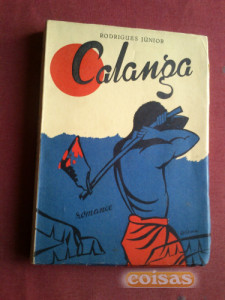 RODRIGUES JÚNIOR
Calanga
romance
coisas